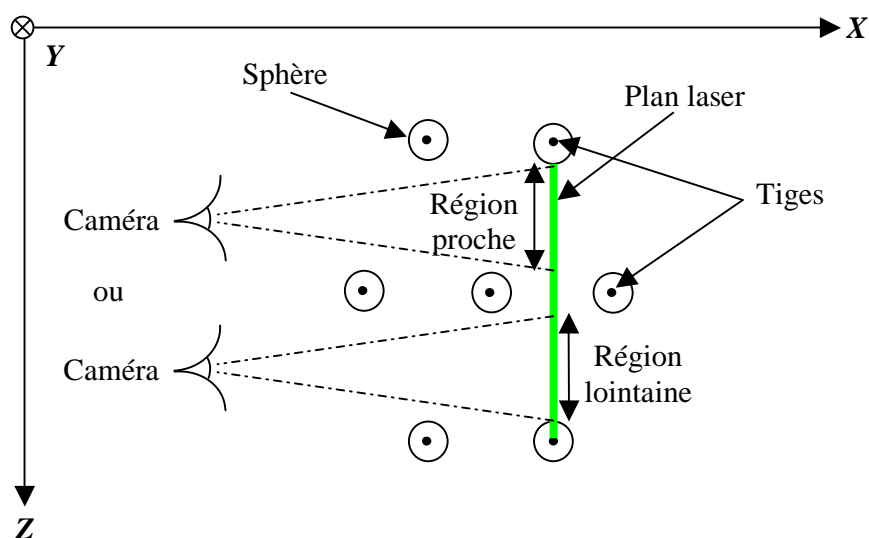 X
Y
Sphère
Plan laser
Tiges
Caméra
Région
proche
ou
Caméra
Région
lointaine
Z